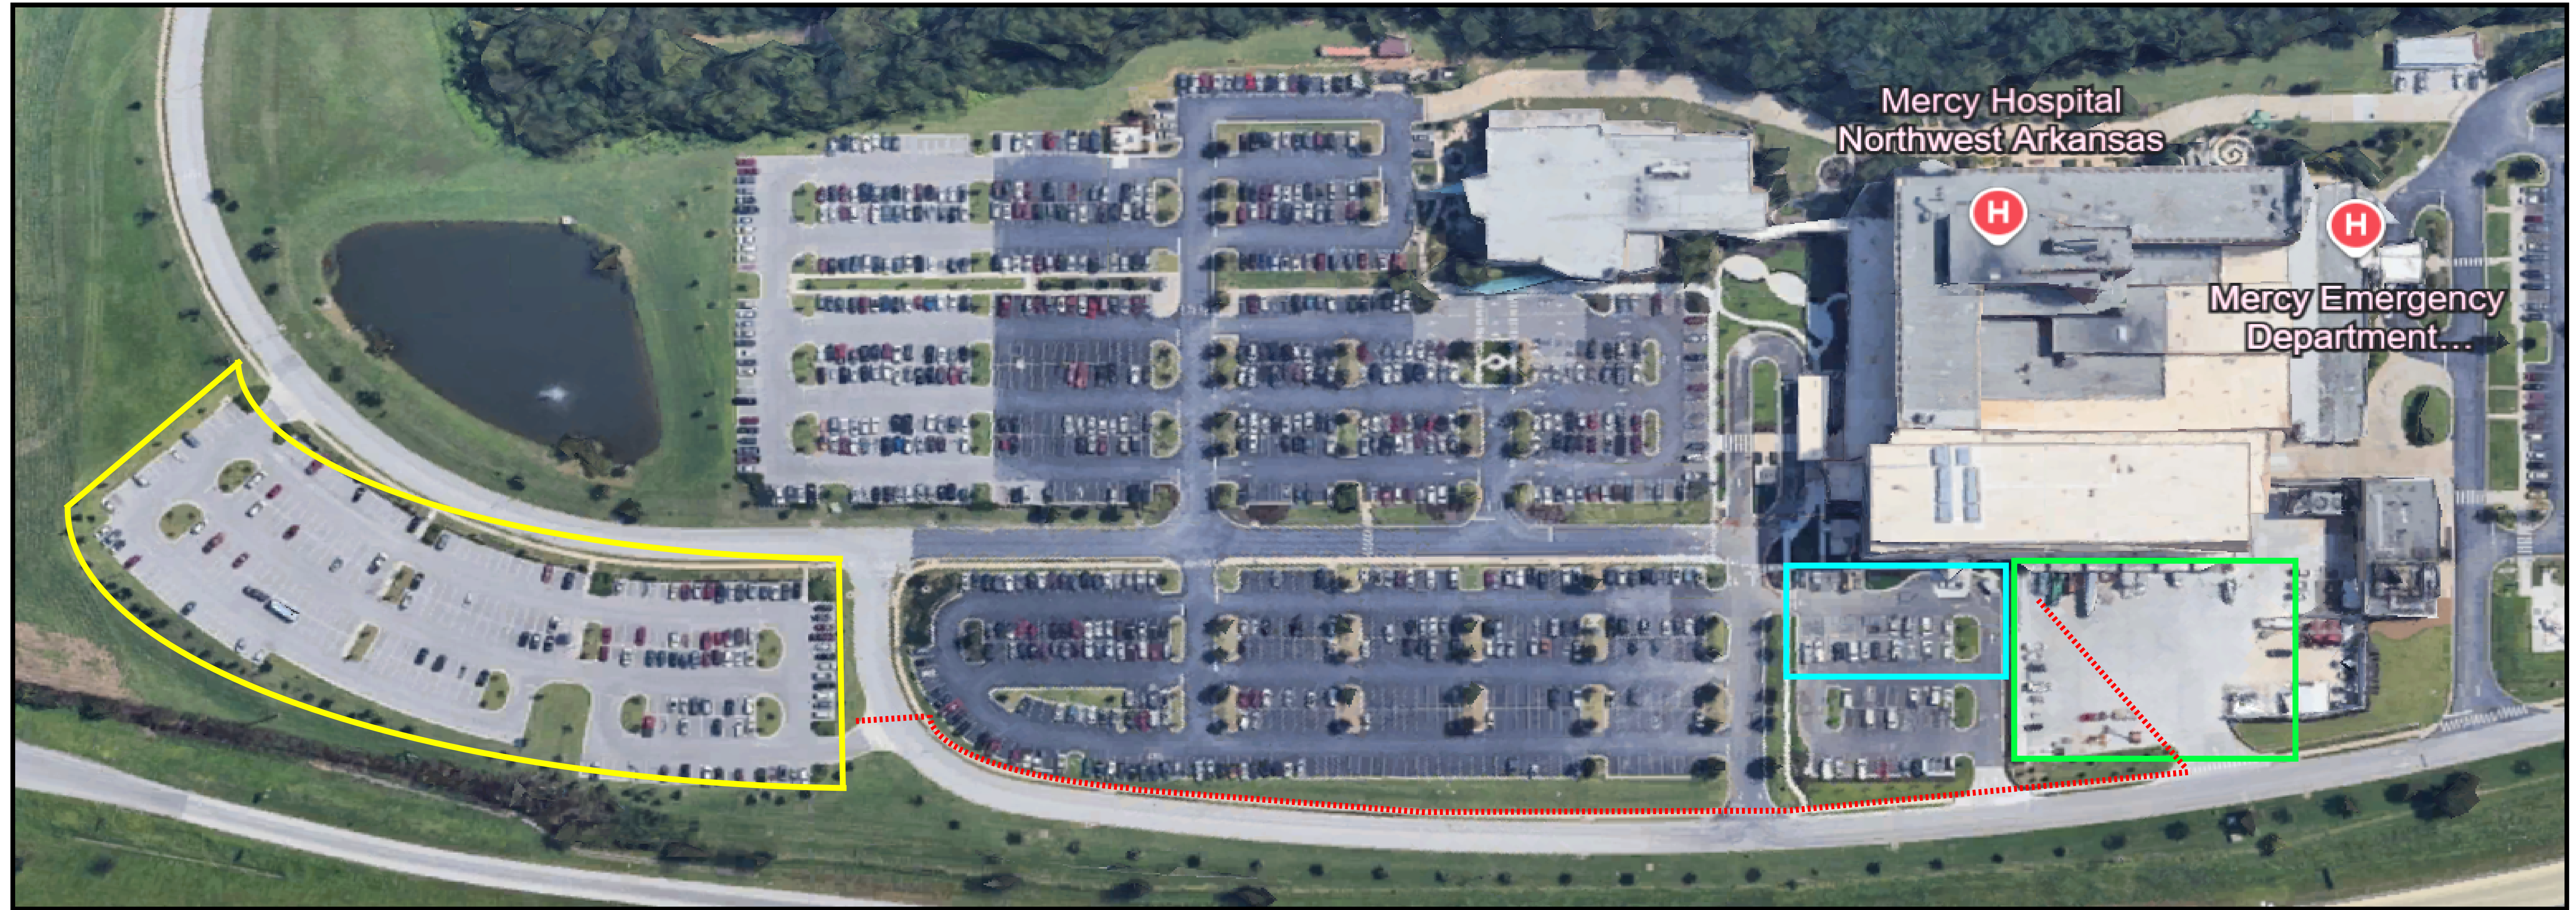 Mercy Hospital
Northwest Arkansas
H
H
Mercy Emergency
Department...